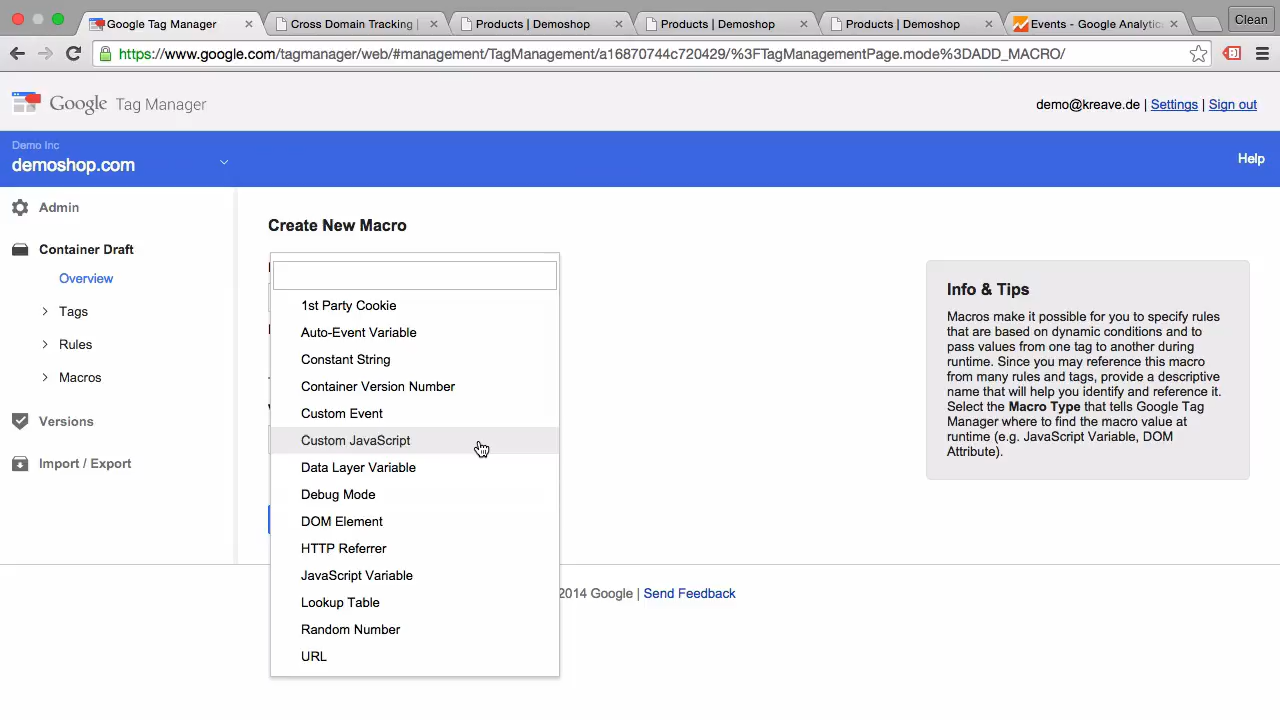 Google Tag Manager
Cross Domain Tracking |
Products | Demoshop
Products | Demoshop
Products | Demoshop
Events - Google Analytics
Clean
https://www.google.com/tagmanager/web/#management/TagManagement/a16870744c720429/%3FTagManagementPage.mode%3DADD_MACRO/
Google Tag Manager
demo@kreave.de | Settings | Sign out
Demo Inc
demoshop.com
Help
Admin
Container Draft
Overview
Tags
Rules
Macros
Versions
Import / Export
Create New Macro
1st Party Cookie
Auto-Event Variable
Constant String
Container Version Number
Custom Event
Custom JavaScript
Data Layer Variable
Debug Mode
DOM Element
HTTP Referrer
JavaScript Variable
Lookup Table
Random Number
URL
Info & Tips
Macros make it possible for you to specify rules
that are based on dynamic conditions and to
pass values from one tag to another during
runtime. Since you may reference this macro
from many rules and tags, provide a descriptive
name that will help you identify and reference it.
Select the Macro Type that tells Google Tag
Manager where to find the macro value at
runtime (e.g. JavaScript Variable, DOM
Attribute).
2014 Google | Send Feedback